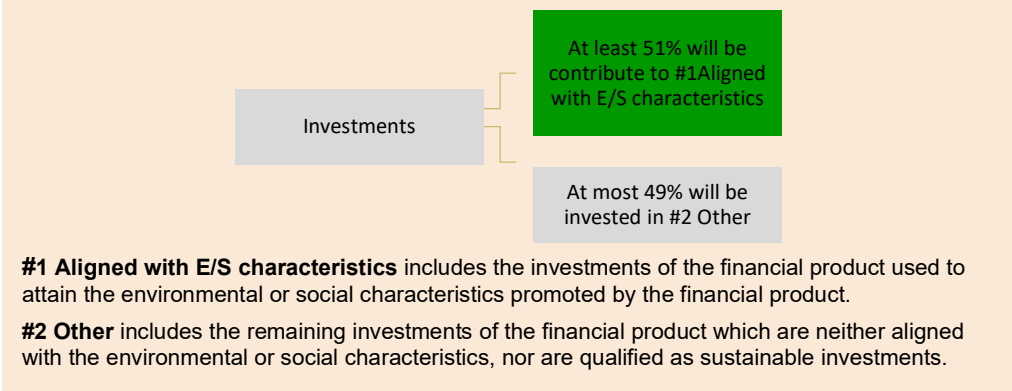 At least 51% will be
contribute to #1Aligned
with E/S characteristics
Investments
At most 49% will be
invested in #2 Other
#1 Aligned with E/S characteristics includes the investments of the financial product used to
attain the environmental or social characteristics promoted by the financial product.
#2 Other includes the remaining investments of the financial product which are neither aligned
with the environmental or social characteristics, nor are qualified as sustainable investments.